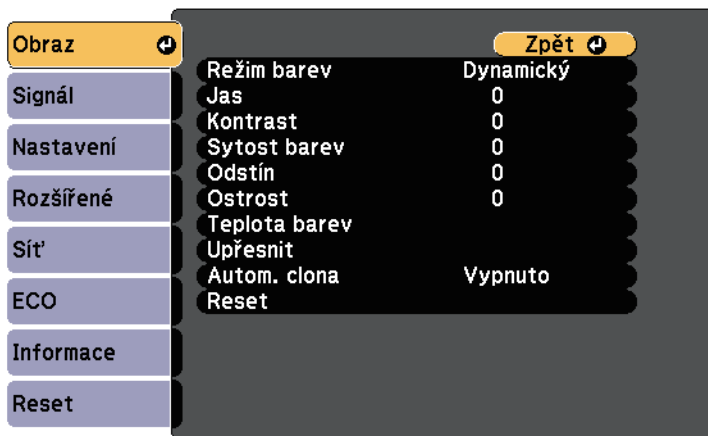 Obraz
Signál
Nastavení
Rozšířené
Síť
ECO
Informace
Reset
Zpět
Režim barev Dynamický
Jas 0
Kontrast 0
Sytost barev 0
Odstín 0
Ostrost 0
Teplota barev
Upřesnit
Autom. clona Vypnuto
Reset